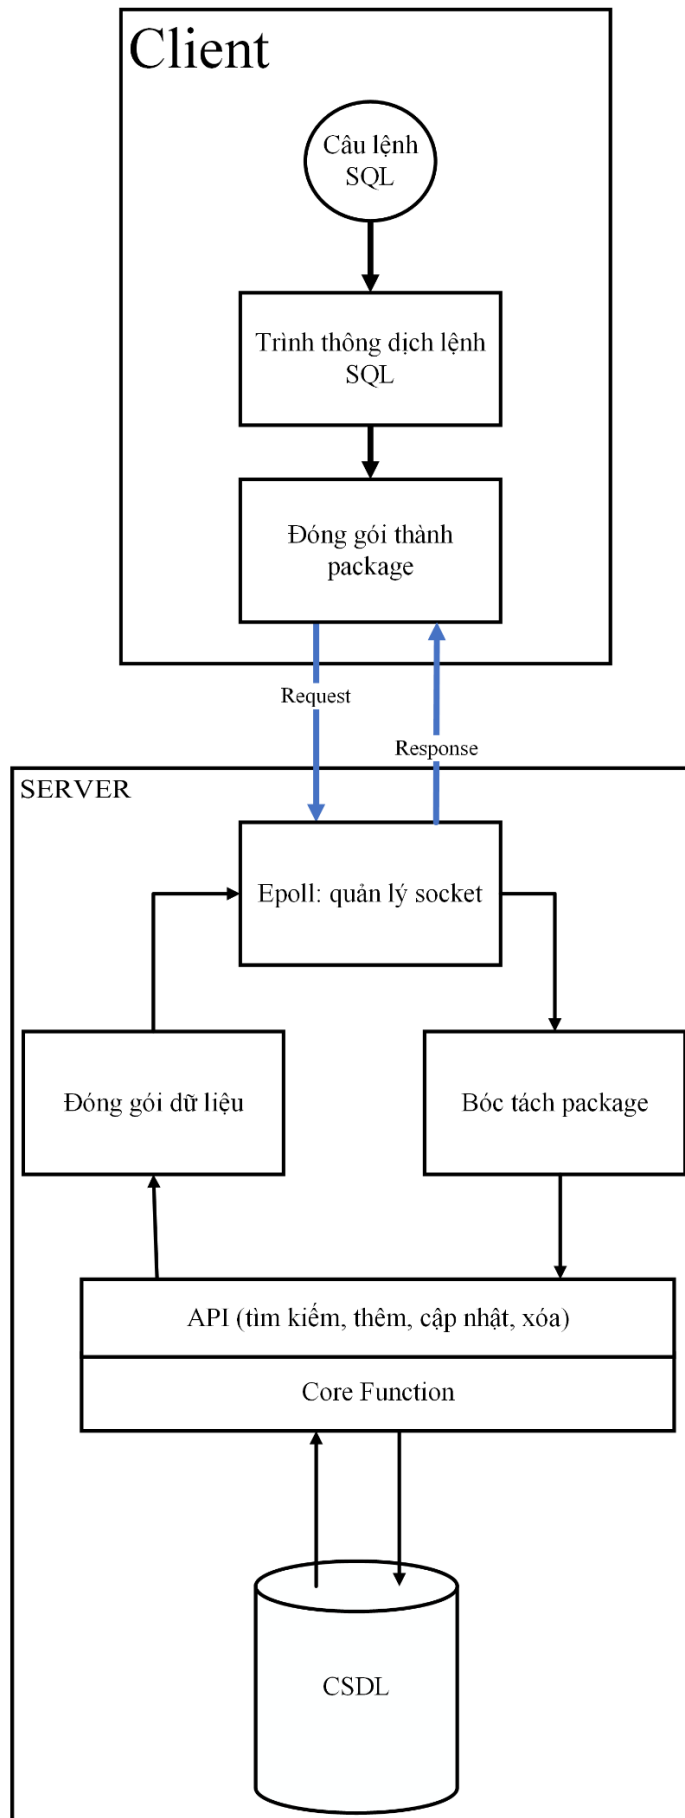 Client
Câu lệnh
SQL
Trình thông dịch lệnh
SQL
Đóng gói thành
package
Request
Response
SERVER
Epoll: quản lý socket
Đóng gói dữ liệu
Bóc tách package
API (tìm kiếm, thêm, cập nhật, xóa)
Core Function
CSDL